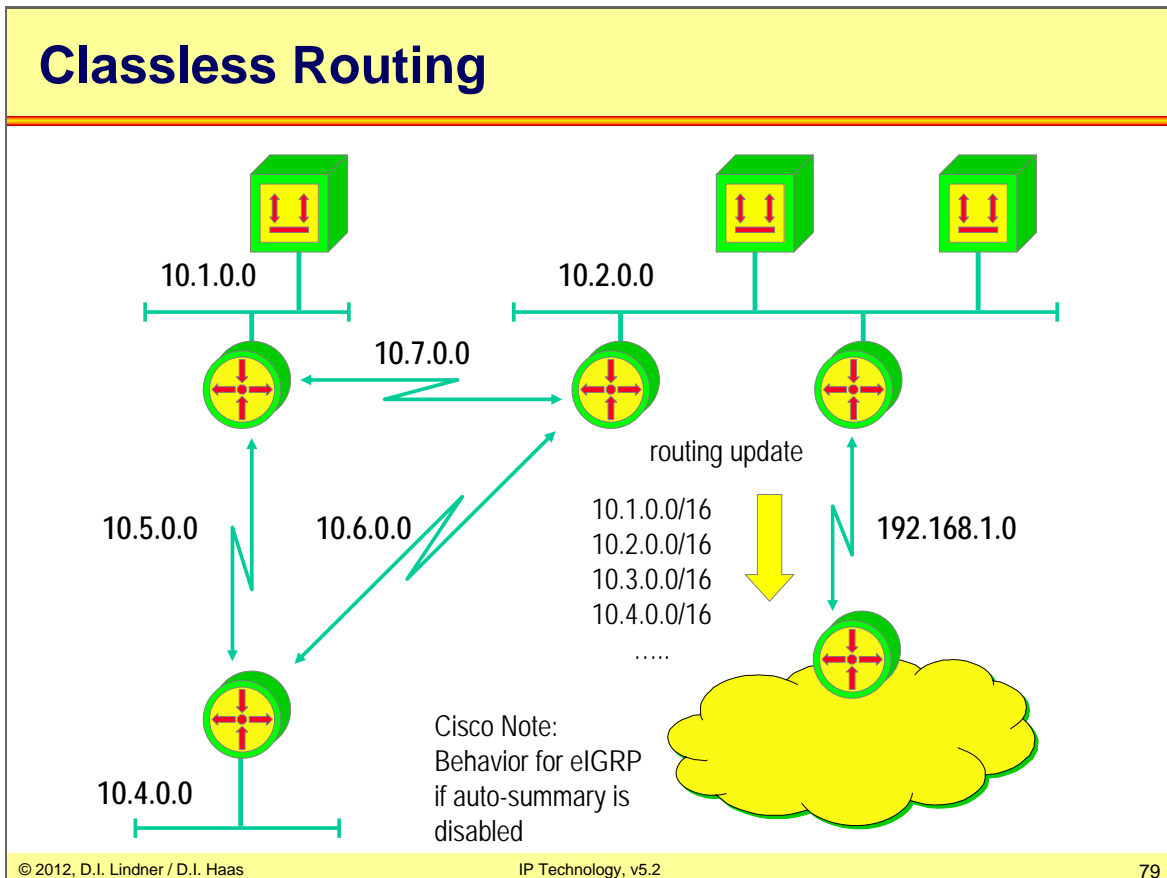 Classless Routing
10.1.0.0
10.2.0.0
10.7.0.0
routing update
10.5.0.0
10.6.0.0
10.1.0.0/16
10.2.0.0/16
10.3.0.0/16
10.4.0.0/16
.....
192.168.1.0
Cisco Note:
Behavior for eIGRP
if auto-summary is
disabled
10.4.0.0
© 2012, D.I. Lindner / D.I. Haas
IP Technology, v5.2
79